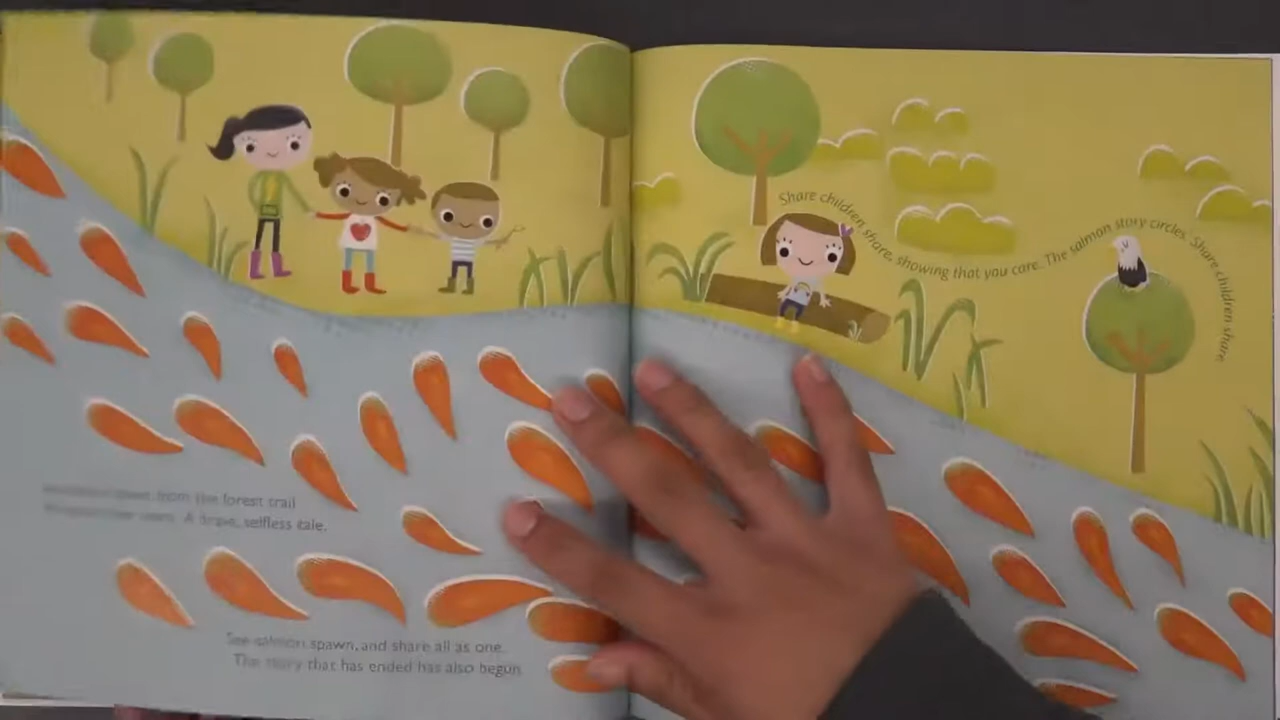 from the forest trail
A brave, selfless tale.
See salmon spawn, and share all as one.
The story that has ended has also begun
Share children share, showing that you care. The salmon story circles. Share children share.